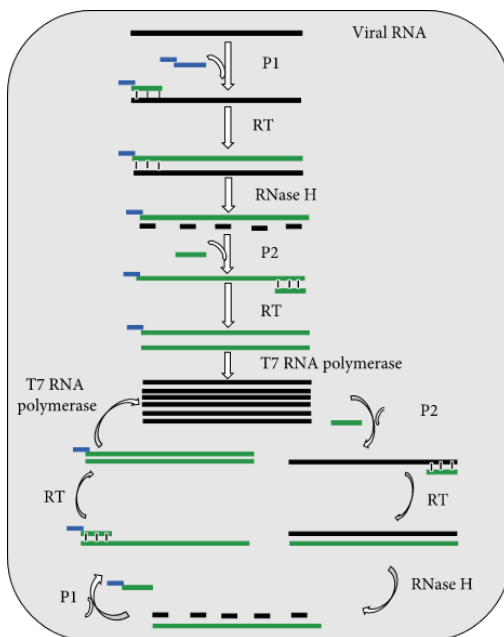 Viral RNA
P1
RT
RNase H
P2
RT
T7 RNA polymerase
T7 RNA
polymerase
P2
RT
RT
RNase H
P1